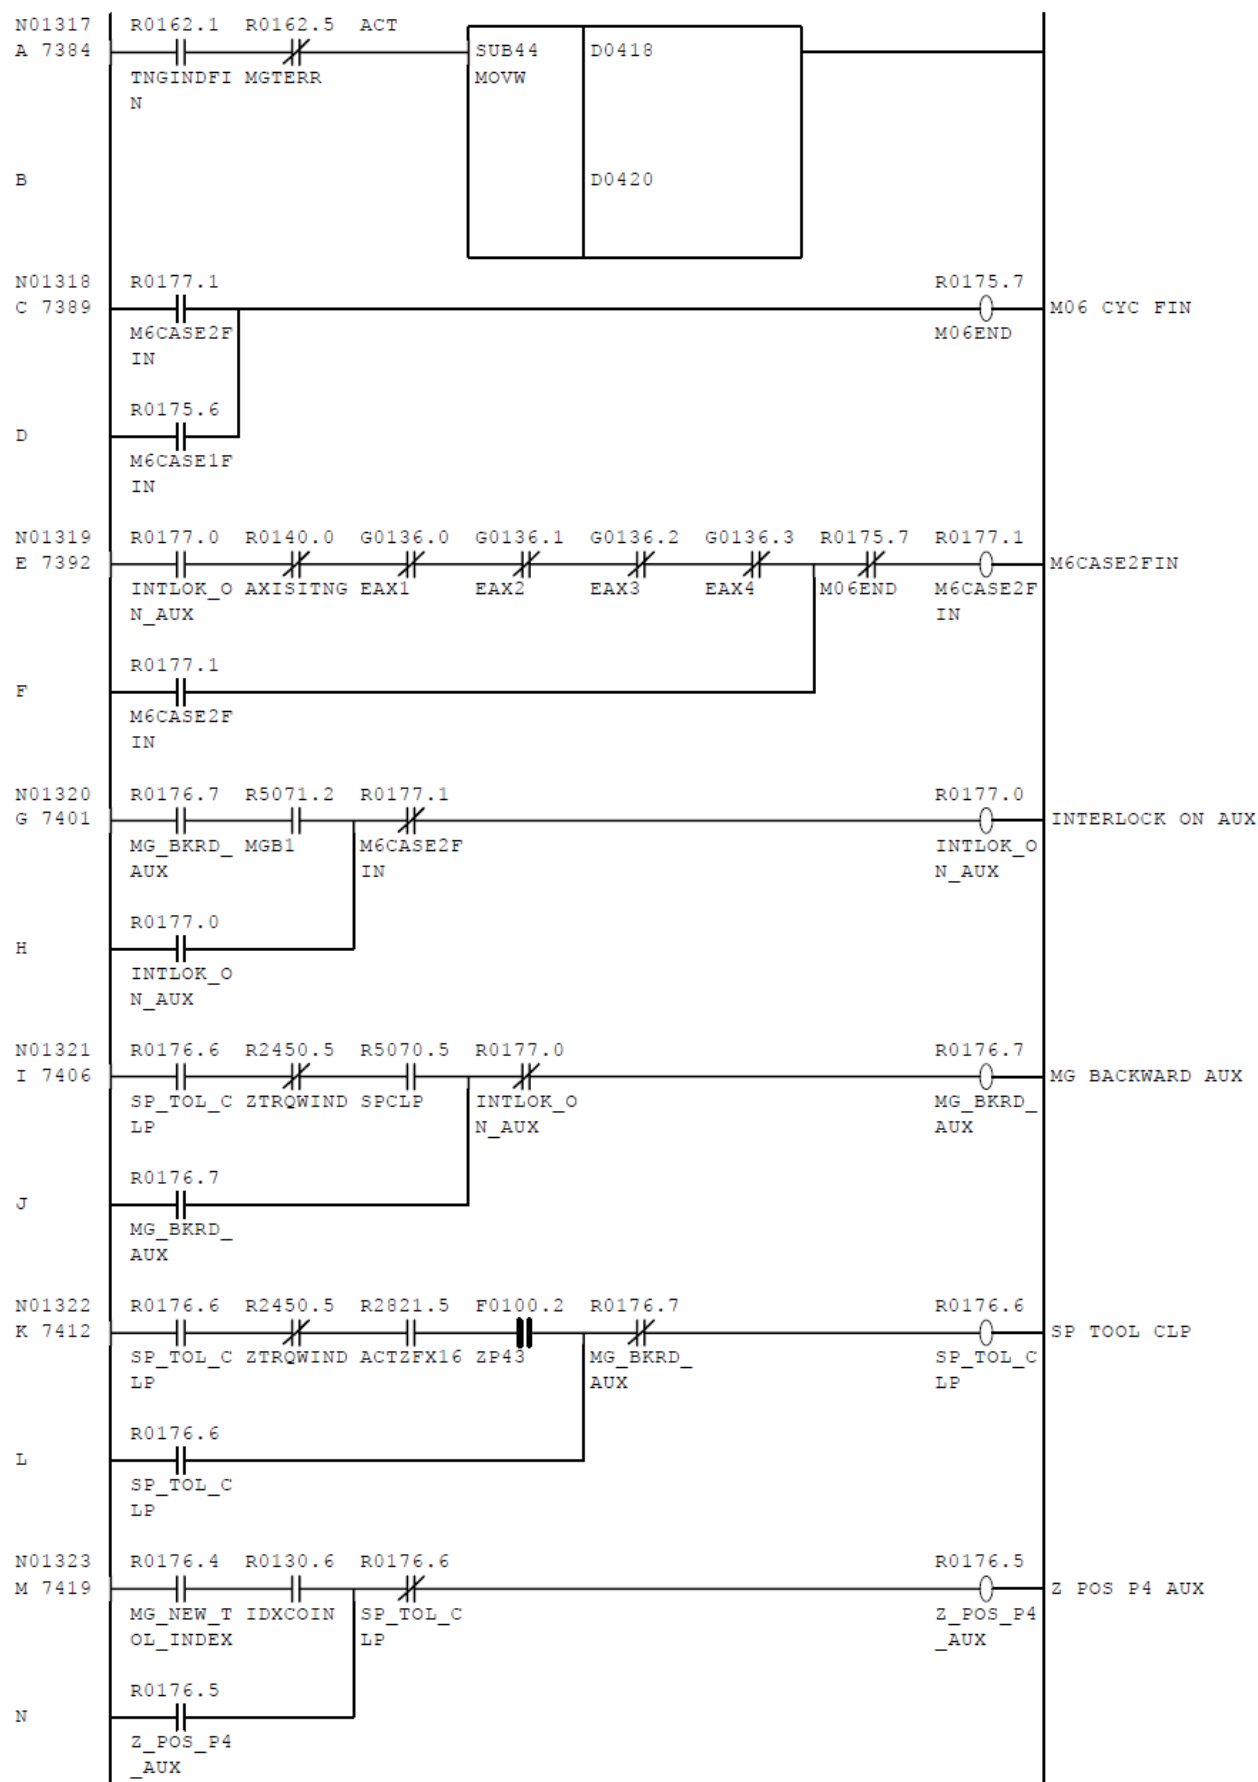 N01317 R0162.1 R0162.5 ACT
A 7384 SUB44 D0418
TNGINDFI MGTERR MOVW
N
B D0420
N01318 R0177.1 R0175.7
C 7389 M06 CYC FIN
M6CASE2F M06END
IN
R0175.6
D
M6CASE1F
IN
N01319 R0177.0 R0140.0 G0136.0 G0136.1 G0136.2 G0136.3 R0175.7 R0177.1
E 7392 M6CASE2FIN
INTLOK_O AXISITNG EAX1 EAX2 EAX3 EAX4 M06END M6CASE2F
N_AUX IN
R0177.1
F
M6CASE2F
IN
N01320 R0176.7 R5071.2 R0177.1 R0177.0
G 7401 INTERLOCK ON AUX
MG_BKRD_ MGB1 M6CASE2F INTLOK_O
AUX IN N_AUX
R0177.0
H
INTLOK_O
N_AUX
N01321 R0176.6 R2450.5 R5070.5 R0177.0 R0176.7
I 7406 MG BACKWARD AUX
SP_TOL_C ZTRQWIND SPCLP INTLOK_O MG_BKRD_
LP N_AUX AUX
R0176.7
J
MG_BKRD_
AUX
N01322 R0176.6 R2450.5 R2821.5 F0100.2 R0176.7 R0176.6
K 7412 SP TOOL CLP
SP_TOL_C ZTRQWIND ACTZFX16 ZP43 MG_BKRD_ SP_TOL_C
LP AUX LP
R0176.6
L
SP_TOL_C
LP
N01323 R0176.4 R0130.6 R0176.6 R0176.5
M 7419 Z POS P4 AUX
MG_NEW_T IDXCOIN SP_TOL_C Z_POS_P4
OL_INDEX LP _AUX
R0176.5
N
Z_POS_P4
_AUX